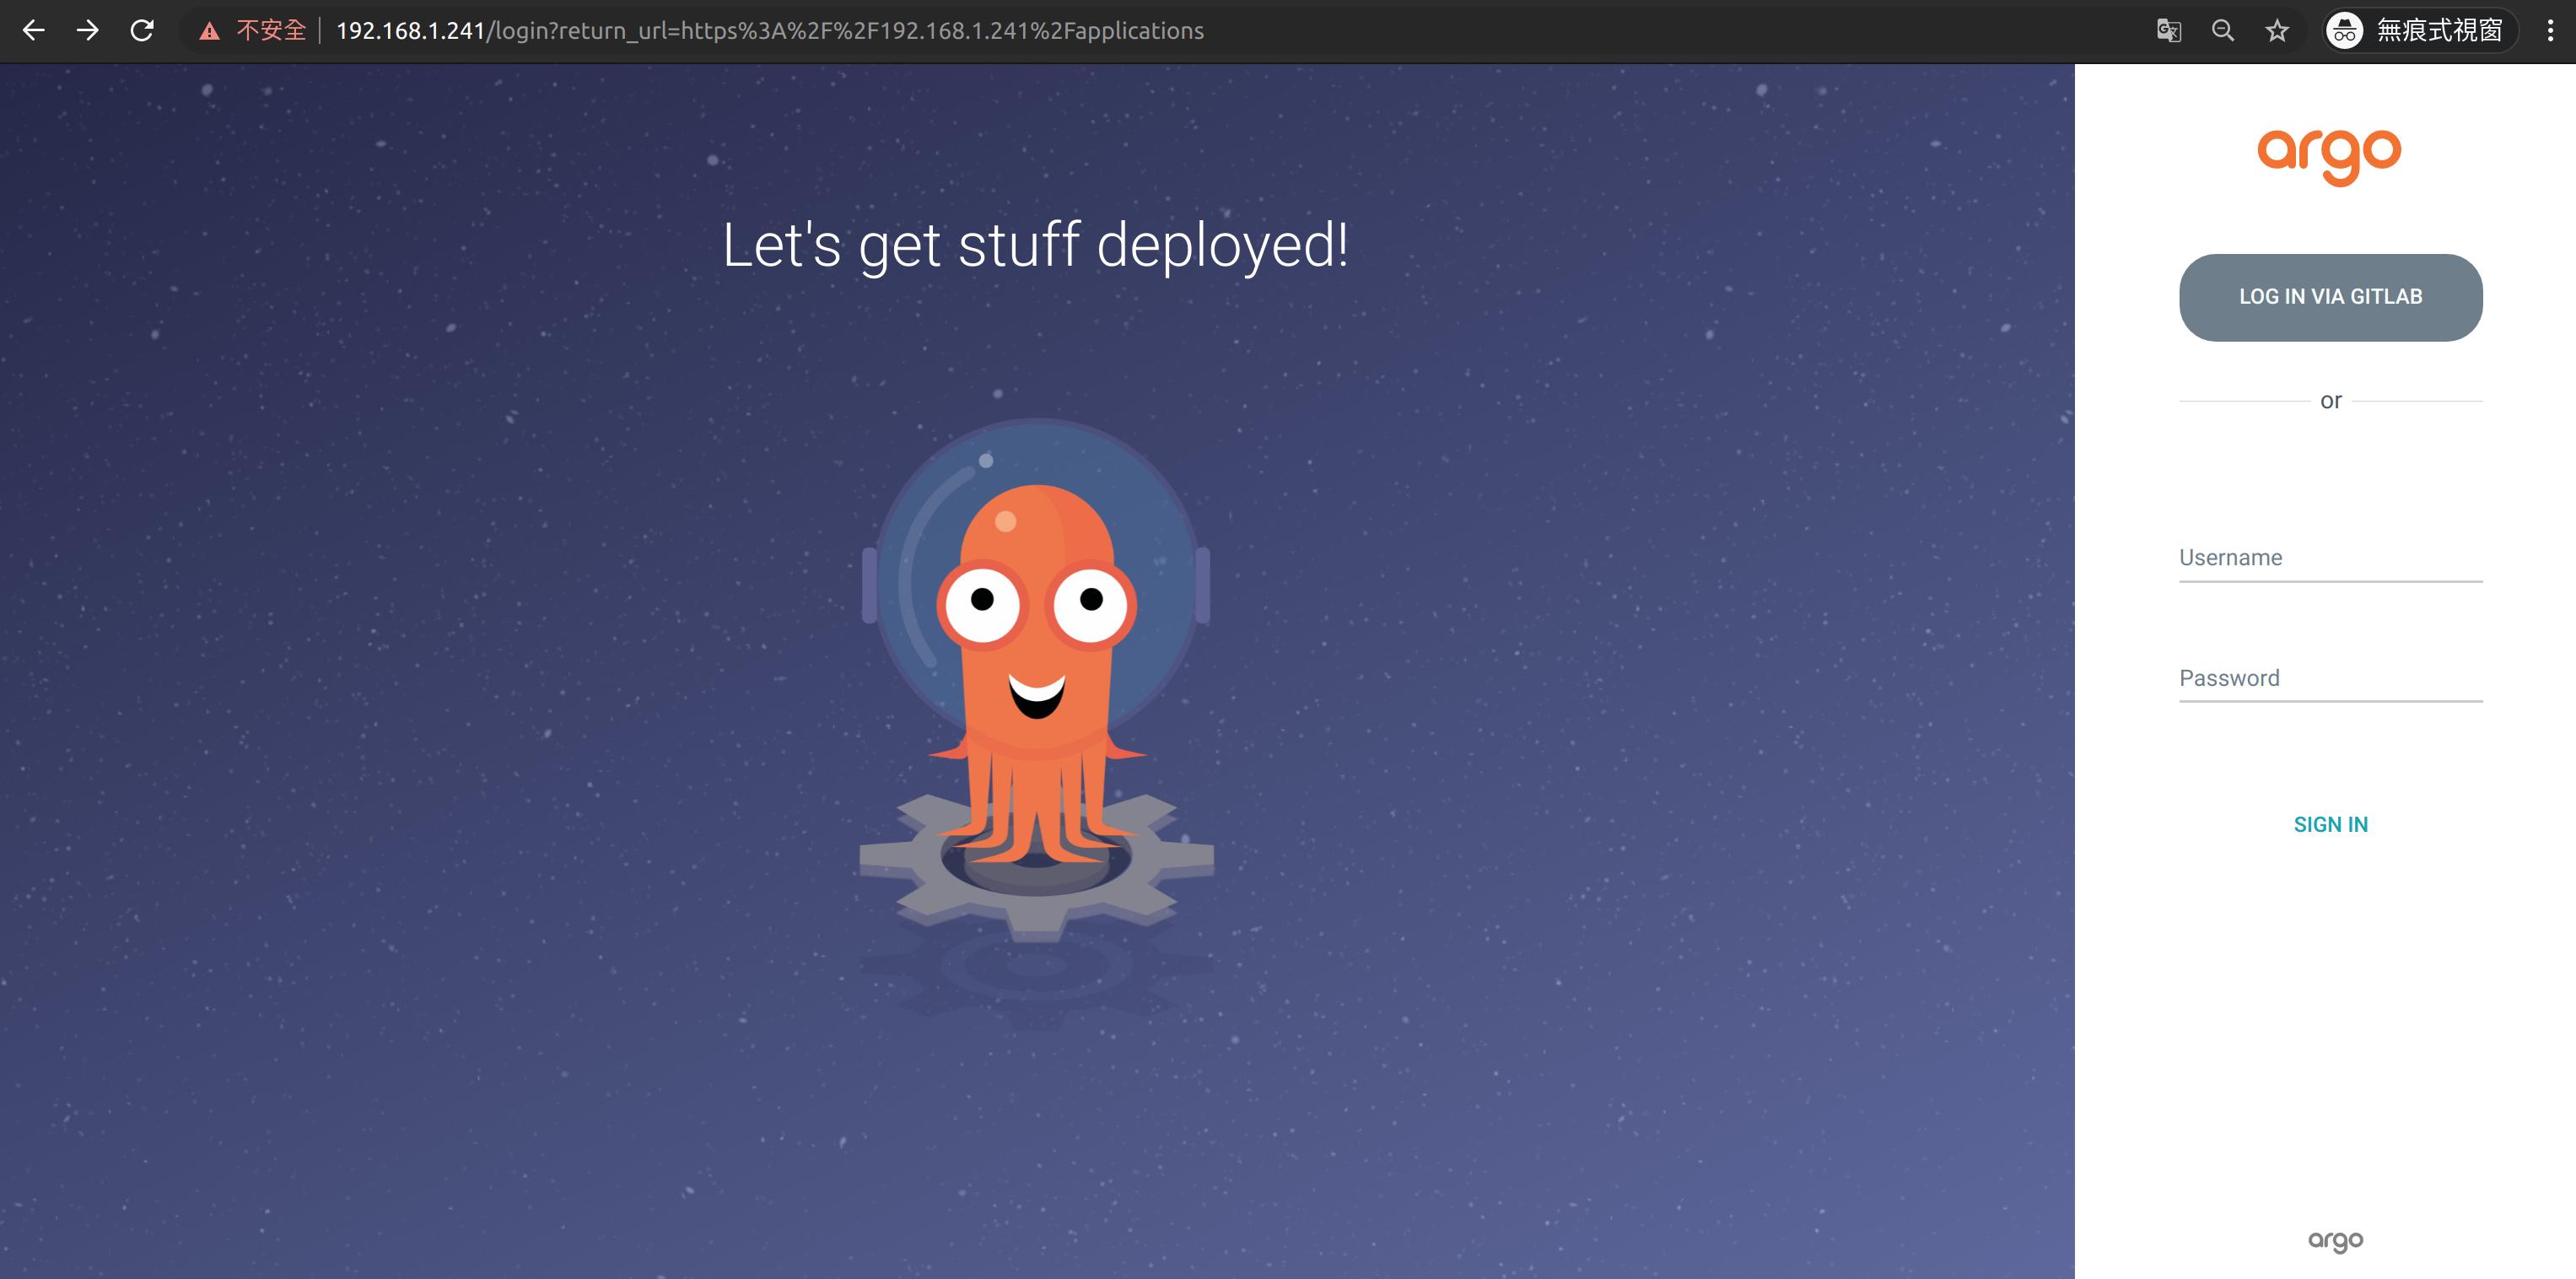 不安全
192.168.1.241/login?return_url=https%3A%2F%2F192.168.1.241%2Fapplications
無痕式視窗
Let's get stuff deployed!
argo
LOG IN VIA GITLAB
or
Username
Password
SIGN IN
argo